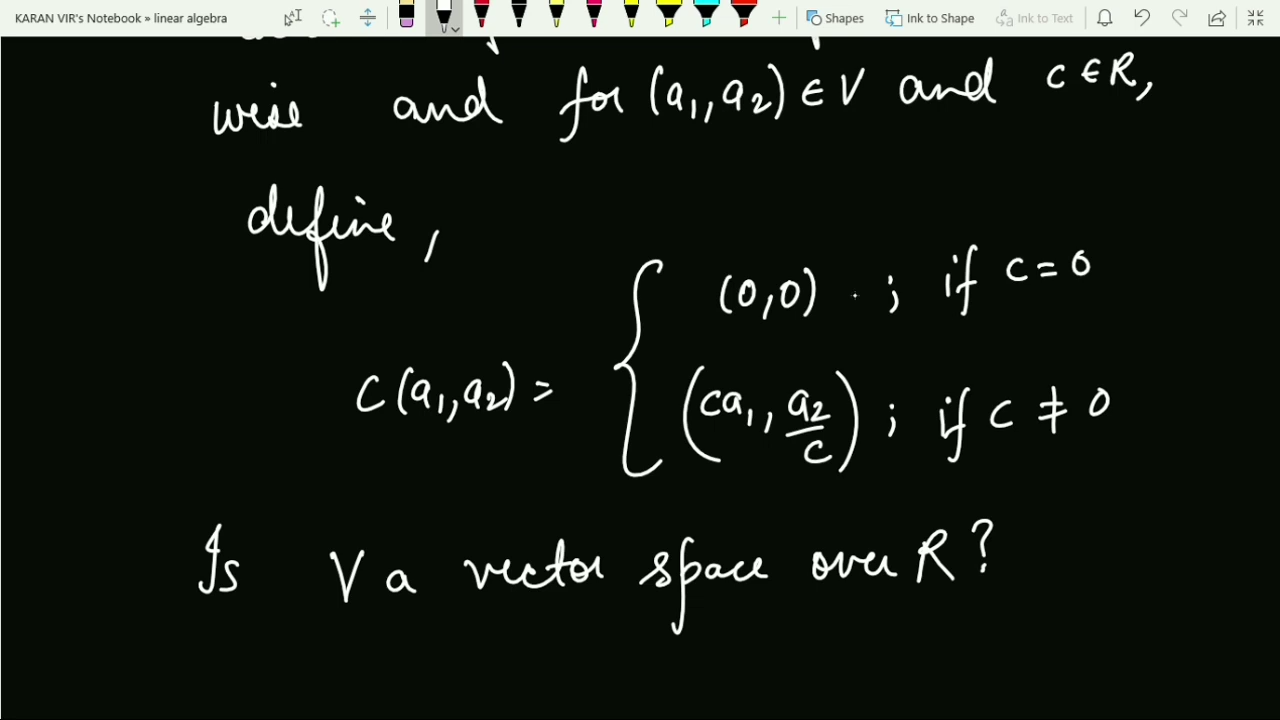 KARAN VIR's Notebook » linear algebra
Shapes
Ink to Shape
Ink to Text
wise and for (a₁, a₂) ∈ V and c ∈ R,
define,
(0,0) ; if c = 0
C(a₁, a₂) =
(ca₁, a₂/c) ; if c ≠ 0
Is V a vector space over R?